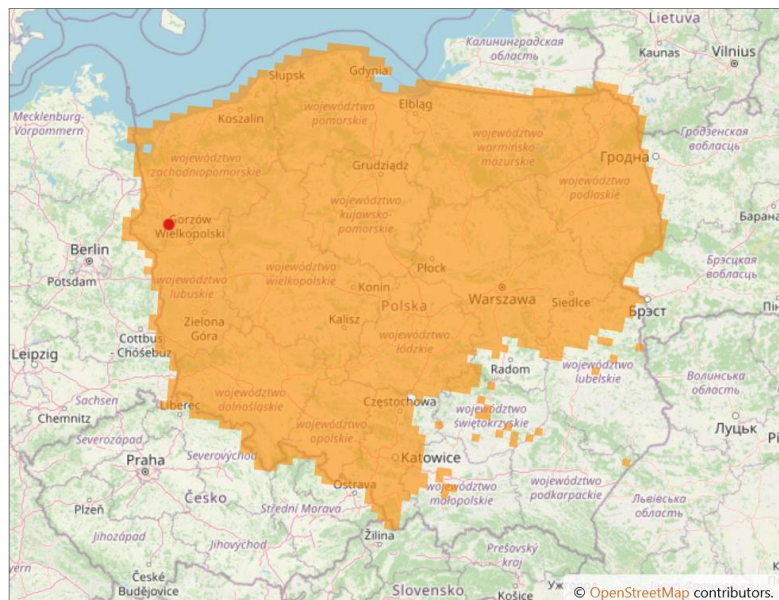 Lietuva
Калининградская
область
Kaunas
Vilnius
Słupsk
Gdynia
Elbląg
Mecklenburg-
Vorpommern
Koszalin
województwo
pomorskie
województwo
warmińsko-
mazurskie
Гродзенская
вобласць
Гродна
województwo
zachodniopomorskie
Grudziądz
województwo
podlaskie
województwo
kujawsko-
pomorskie
Gorzów
Wielkopolski
Барана
Berlin
Potsdam
województwo
wielkopolskie
Płock
Брэсцкая
вобласць
województwo
lubuskie
Konin
Polska
Warszawa
Siedlce
Брэст
Zielona
Góra
Kalisz
województwo
łódzkie
Cottbus
- Chóśebuz
Leipzig
Radom
województwo
lubelskie
Валинська
область
Sachsen
Chemnitz
Liberec
województwo
dolnośląskie
Częstochowa
województwo
świętokrzyskie
Луцьк
Severozápad
Severovýchod
województwo
opolskie
Praha
Katowice
Ostrava
województwo
małopolskie
województwo
podkarpackie
Česko
Plzeň
Střední Morava
Львівська
область
Jihozápad
Jihovýchod
Žilina
Prešovský
kraj
České
Budějovice
Slovensko
Košice
© OpenStreetMap contributors.